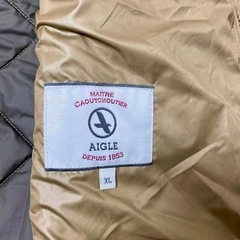 MAITRE
CAOUTCHOUTIER
AIGLE
DEPUIS 1853
XL